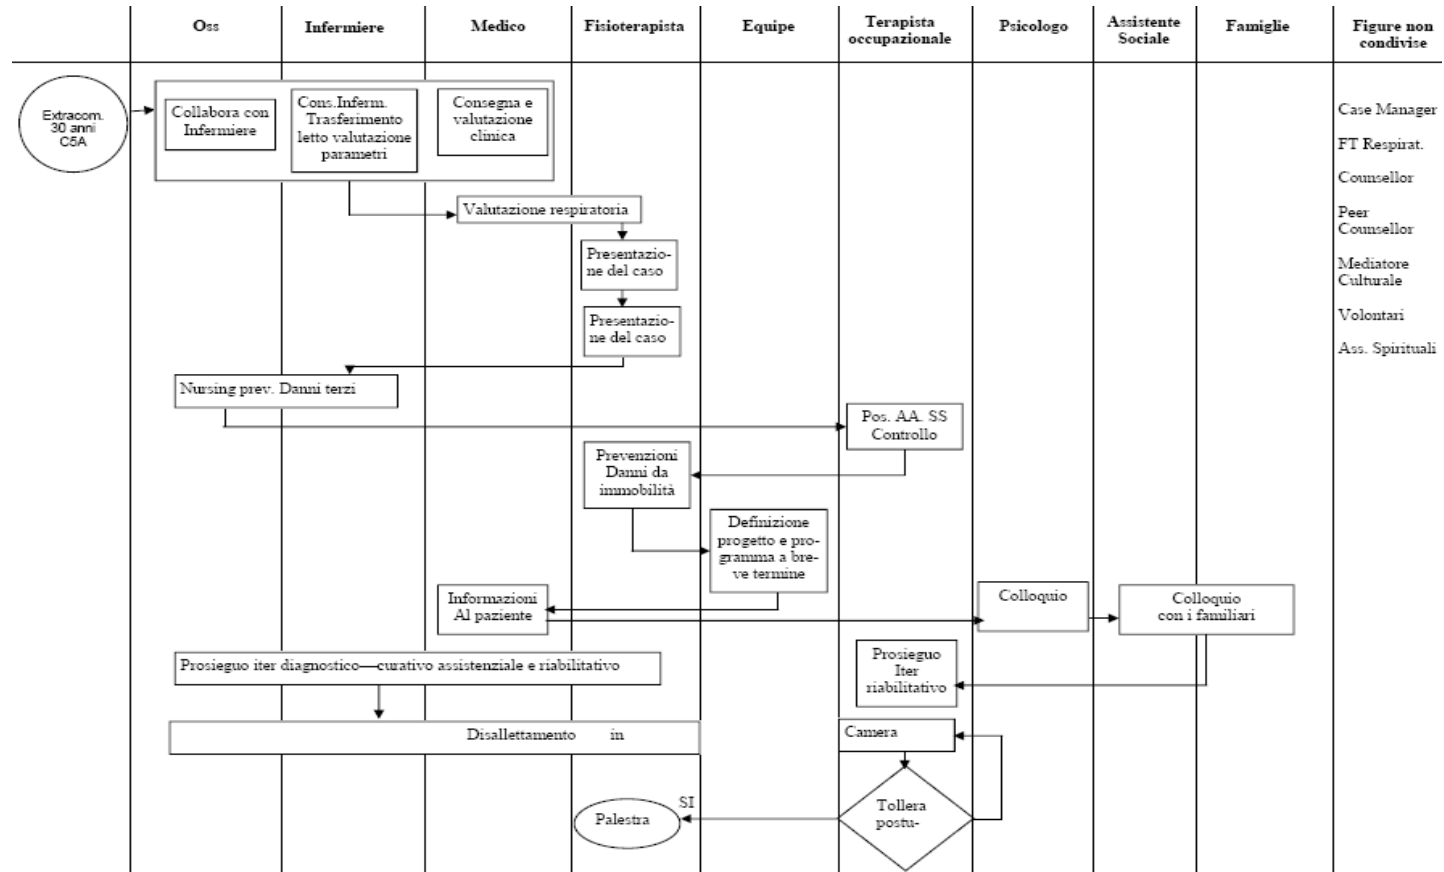 Oss
Infermiere
Medico
Fisioterapista
Equipe
Terapista
occupazionale
Psicologo
Assistente
Sociale
Famiglie
Figure non
condivise
Extracom.
30 anni
C5A
Collabora con
Infermiere
Cons.Inferm.
Trasferimento
letto valutazione
parametri
Consegna e
valutazione
clinica
Case Manager
FT Respirat.
Counsellor
Peer
Counsellor
Mediatore
Culturale
Volontari
Ass. Spirituali
Valutazione respiratoria
Presentazio-
ne del caso
Presentazio-
ne del caso
Nursing prev. Danni terzi
Pos. AA. SS
Controllo
Prevenzioni
Danni da
immobilità
Definizione
progetto e pro-
gramma a bre-
ve termine
Informazioni
Al paziente
Colloquio
Colloquio
con i familiari
Prosieguo iter diagnostico—curativo assistenziale e riabilitativo
Prosieguo
Iter
riabilitativo
Disallettamento in
Camera
Tollera
postu-
SI
Palestra